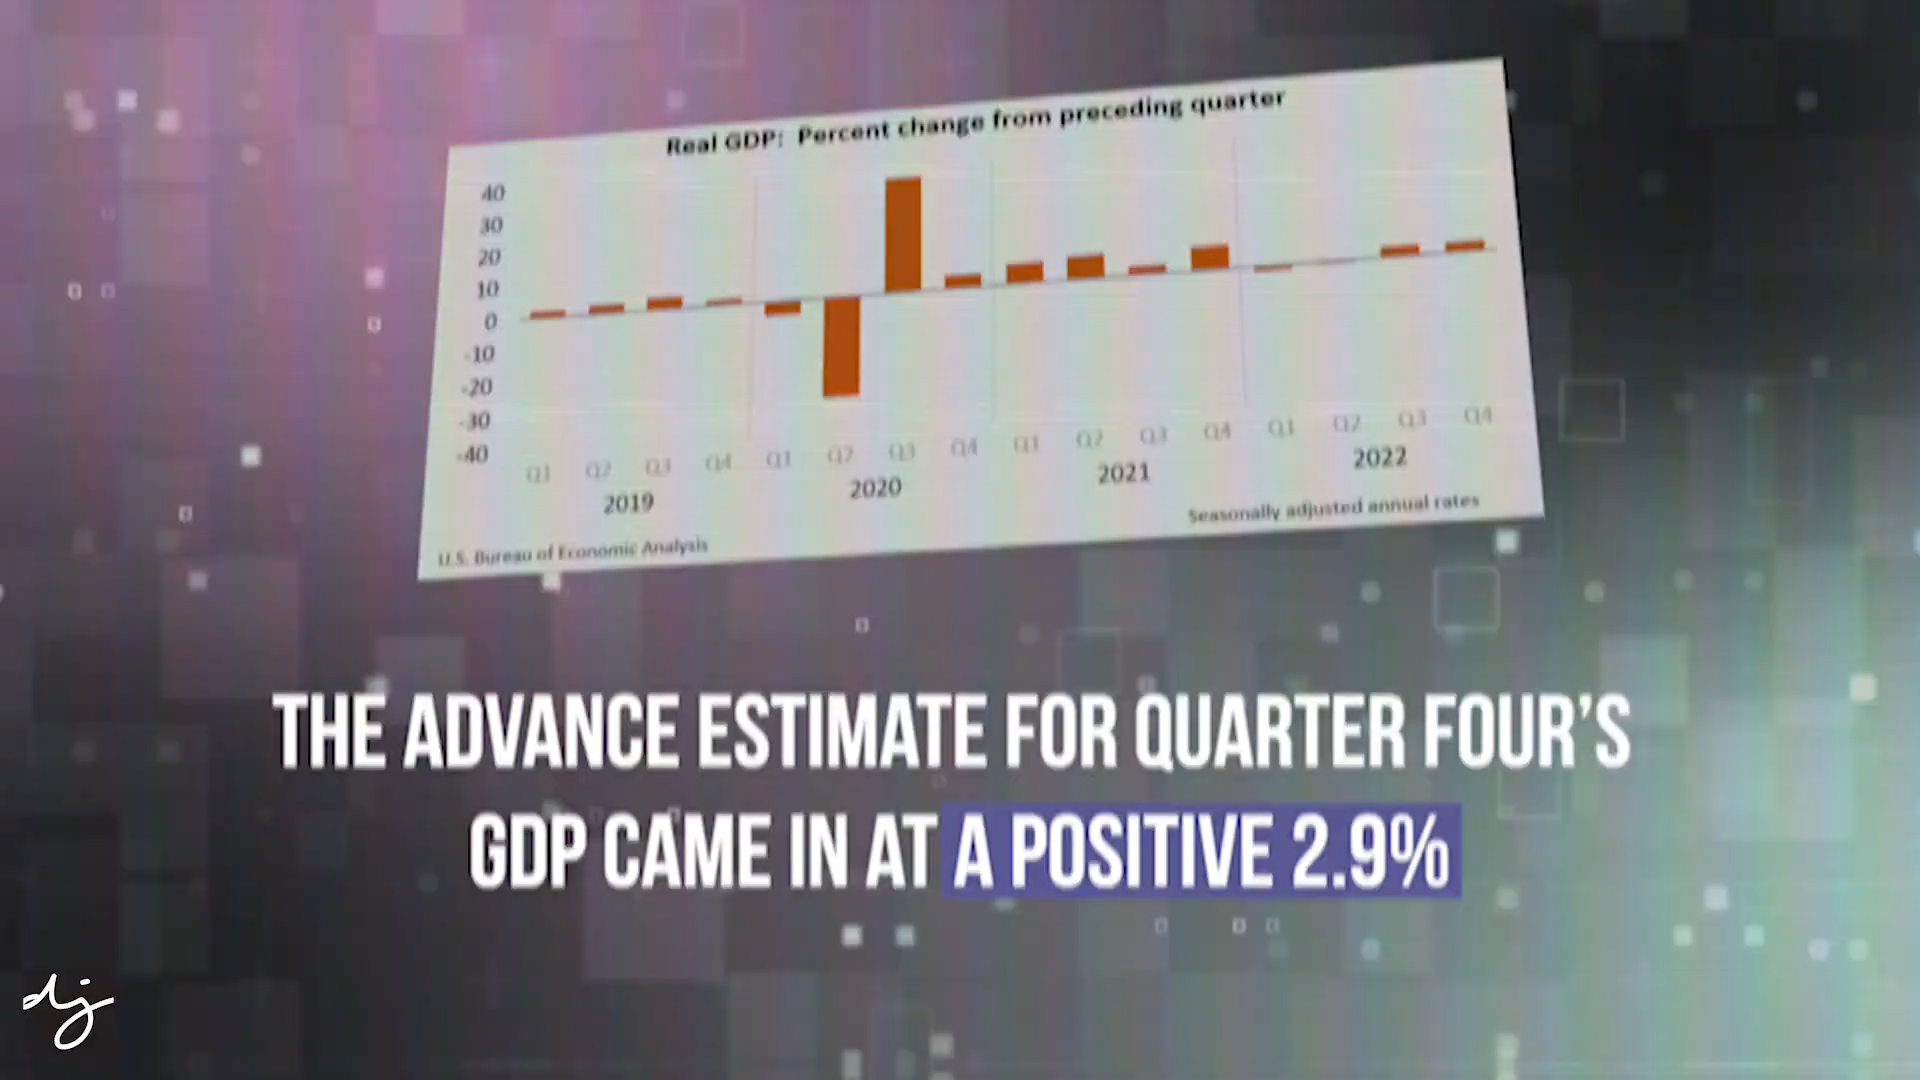 Real GDP: Percent change from preceding quarter
40
30
20
10
0
-10
-20
-30
-40
Q1 Q2 Q3 Q4 Q1 Q2 Q3 Q4 Q1 Q2 Q3 Q4 Q1 Q2 Q3 Q4
2019 2020 2021 2022
Seasonally adjusted annual rates
U.S. Bureau of Economic Analysis
THE ADVANCE ESTIMATE FOR QUARTER FOUR'S
GDP CAME IN AT A POSITIVE 2.9%
dj